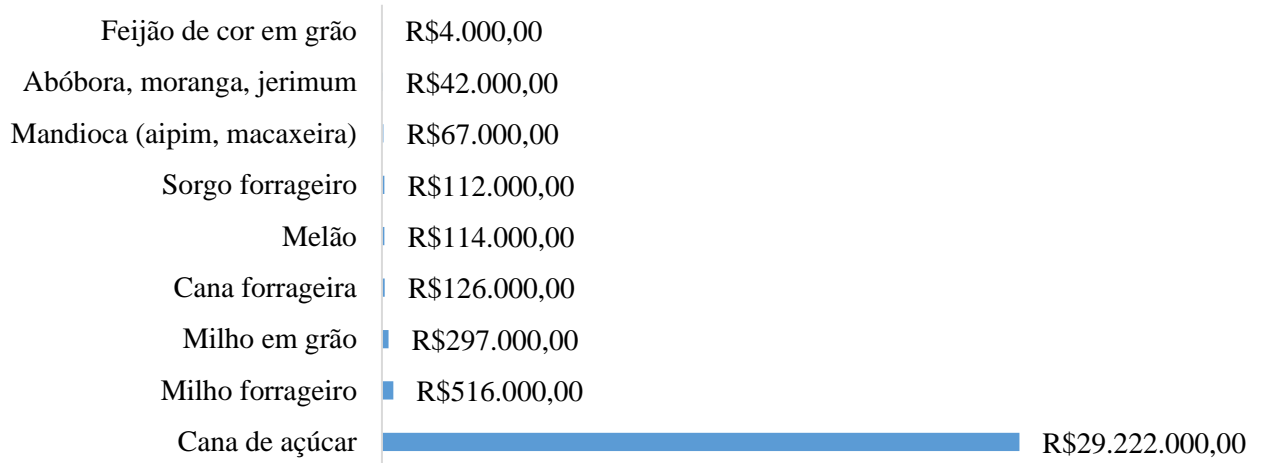 Feijão de cor em grão R$4.000,00
Abóbora, moranga, jerimum R$42.000,00
Mandioca (aipim, macaxeira) R$67.000,00
Sorgo forrageiro R$112.000,00
Melão R$114.000,00
Cana forrageira R$126.000,00
Milho em grão R$297.000,00
Milho forrageiro R$516.000,00
Cana de açúcar R$29.222.000,00